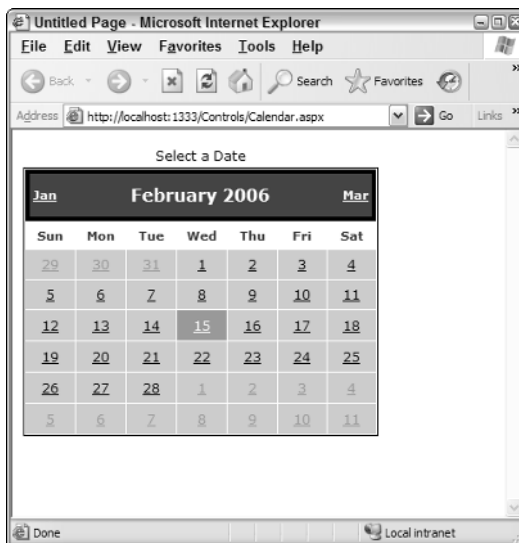 Untitled Page - Microsoft Internet Explorer
File Edit View Favorites Tools Help
Back Search Favorites »
Address http://localhost:1333/Controls/Calendar.aspx Go Links »
Select a Date
Jan February 2006 Mar
Sun Mon Tue Wed Thu Fri Sat
29 30 31 1 2 3 4
5 6 7 8 9 10 11
12 13 14 15 16 17 18
19 20 21 22 23 24 25
26 27 28 1 2 3 4
5 6 7 8 9 10 11
Done Local intranet